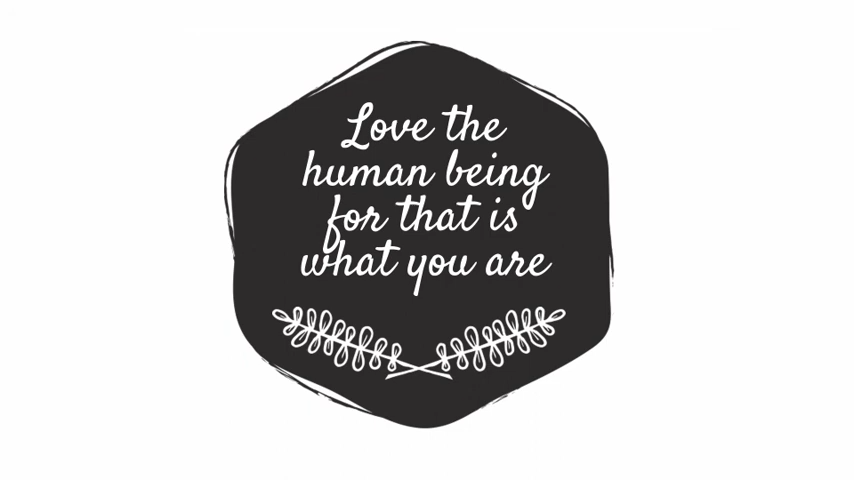 Love the
human being
for that is
what you are